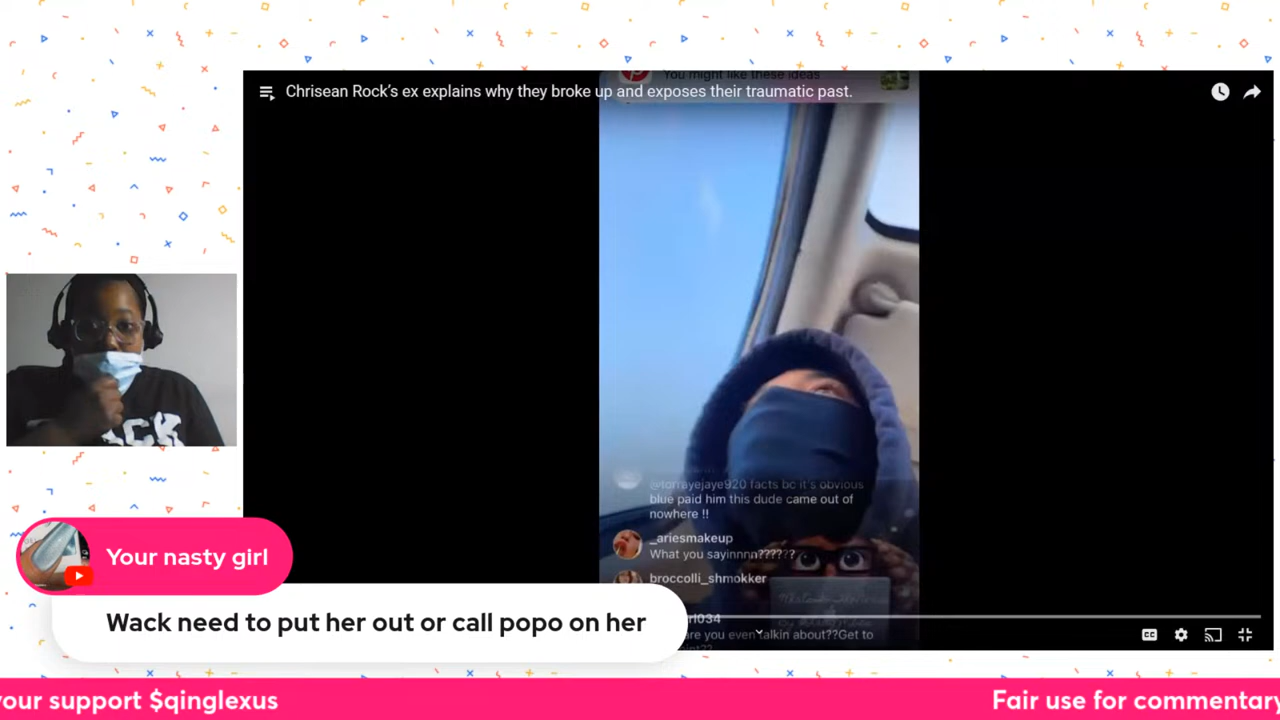 You might like these ideas
Chrisean Rock’s ex explains why they broke up and exposes their traumatic past.
@torrayejaye920 facts bc it's obvious
blue paid him this dude came out of
nowhere !!
_ariesmakeup
What you sayinnnn??????
broccolli_shmokker
are you even talkin about??Get to
Your nasty girl
Wack need to put her out or call popo on her
CC
your support $qinglexus
Fair use for commentary